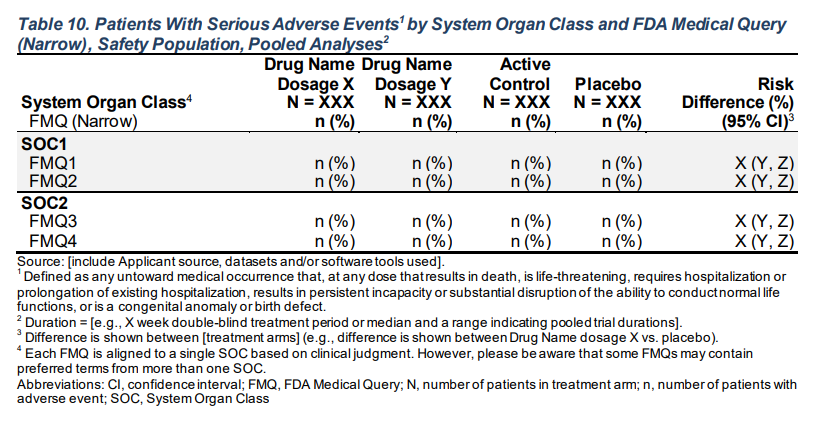 Table 10. Patients With Serious Adverse Events1 by System Organ Class and FDA Medical Query
(Narrow), Safety Population, Pooled Analyses2
Drug Name Drug Name Active
Dosage X Dosage Y Control Placebo Risk
System Organ Class4 N = XXX N = XXX N = XXX N = XXX Difference (%)
FMQ (Narrow) n (%) n (%) n (%) n (%) (95% CI)3
SOC1
FMQ1 n (%) n (%) n (%) n (%) X (Y, Z)
FMQ2 n (%) n (%) n (%) n (%) X (Y, Z)
SOC2
FMQ3 n (%) n (%) n (%) n (%) X (Y, Z)
FMQ4 n (%) n (%) n (%) n (%) X (Y, Z)
Source: [include Applicant source, datasets and/or software tools used].
1 Defined as any untoward medical occurrence that, at any dose that results in death, is life-threatening, requires hospitalization or
prolongation of existing hospitalization, results in persistent incapacity or substantial disruption of the ability to conduct normal life
functions, or is a congenital anomaly or birth defect.
2 Duration = [e.g., X week double-blind treatment period or median and a range indicating pooled trial durations].
3 Difference is shown between [treatment arms] (e.g., difference is shown between Drug Name dosage X vs. placebo).
4 Each FMQ is aligned to a single SOC based on clinical judgment. However, please be aware that some FMQs may contain
preferred terms from more than one SOC.
Abbreviations: CI, confidence interval; FMQ, FDA Medical Query; N, number of patients in treatment arm; n, number of patients with
adverse event; SOC, System Organ Class